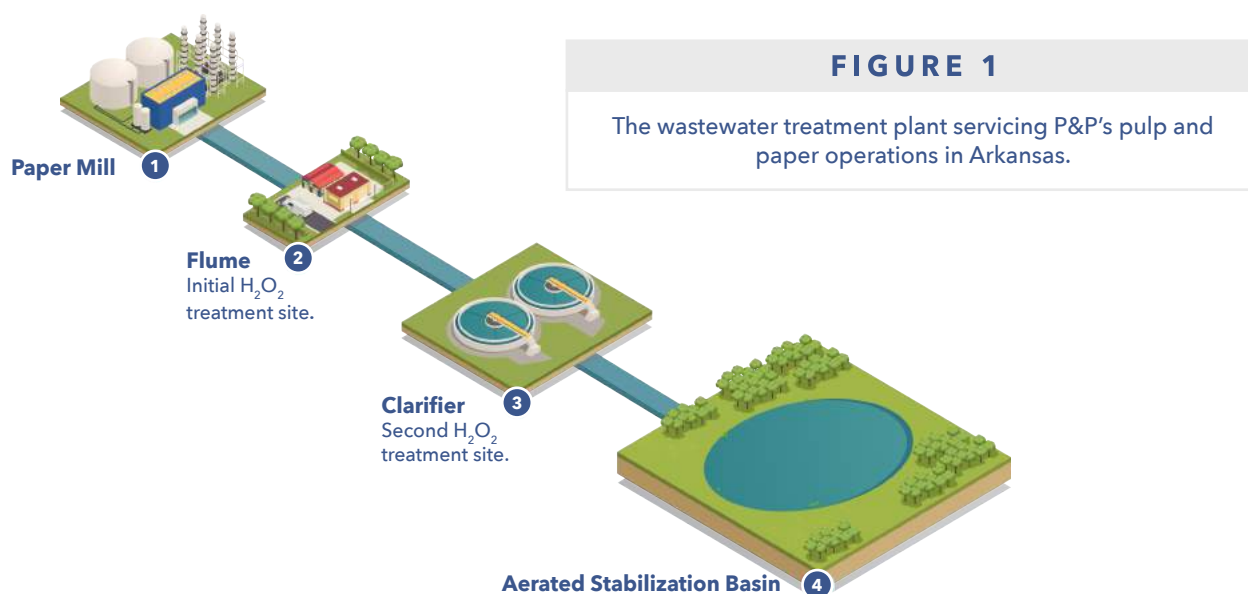 FIGURE 1
The wastewater treatment plant servicing P&P's pulp and
paper operations in Arkansas.
Paper Mill 1
Flume 2
Initial H₂O₂
treatment site.
Clarifier 3
Second H₂O₂
treatment site.
Aerated Stabilization Basin 4